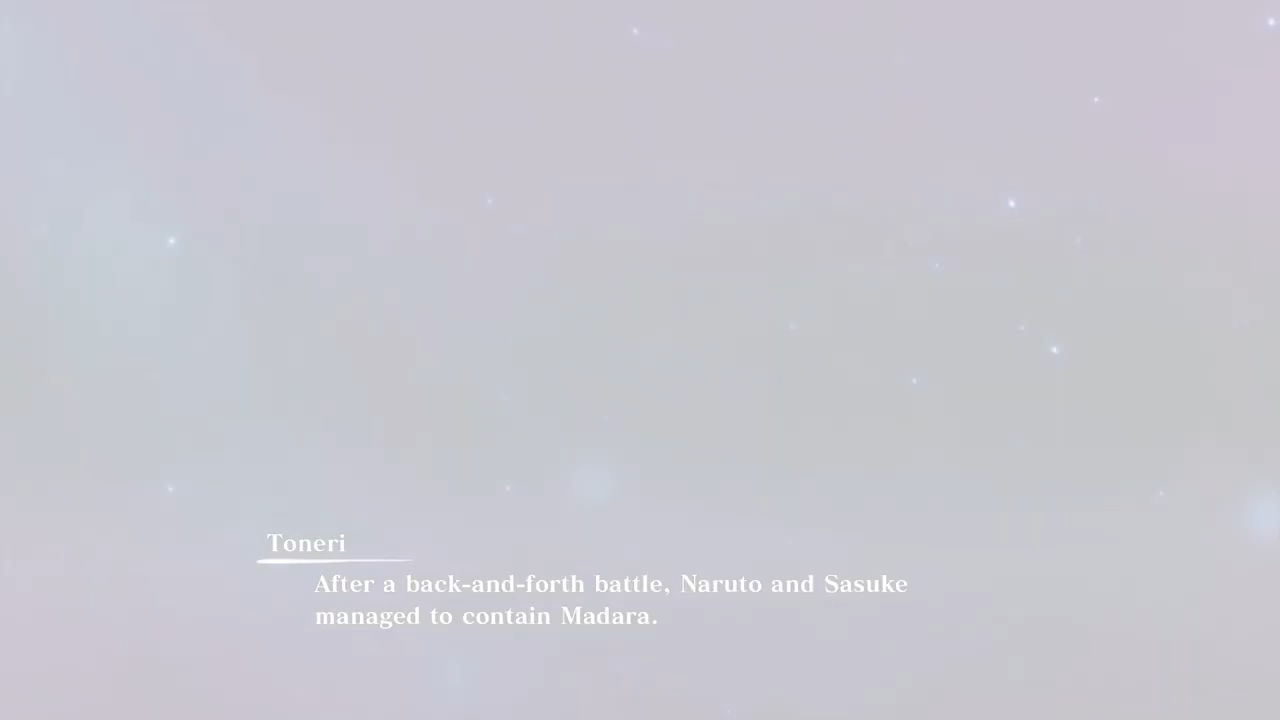 Toneri
After a back-and-forth battle, Naruto and Sasuke
managed to contain Madara.